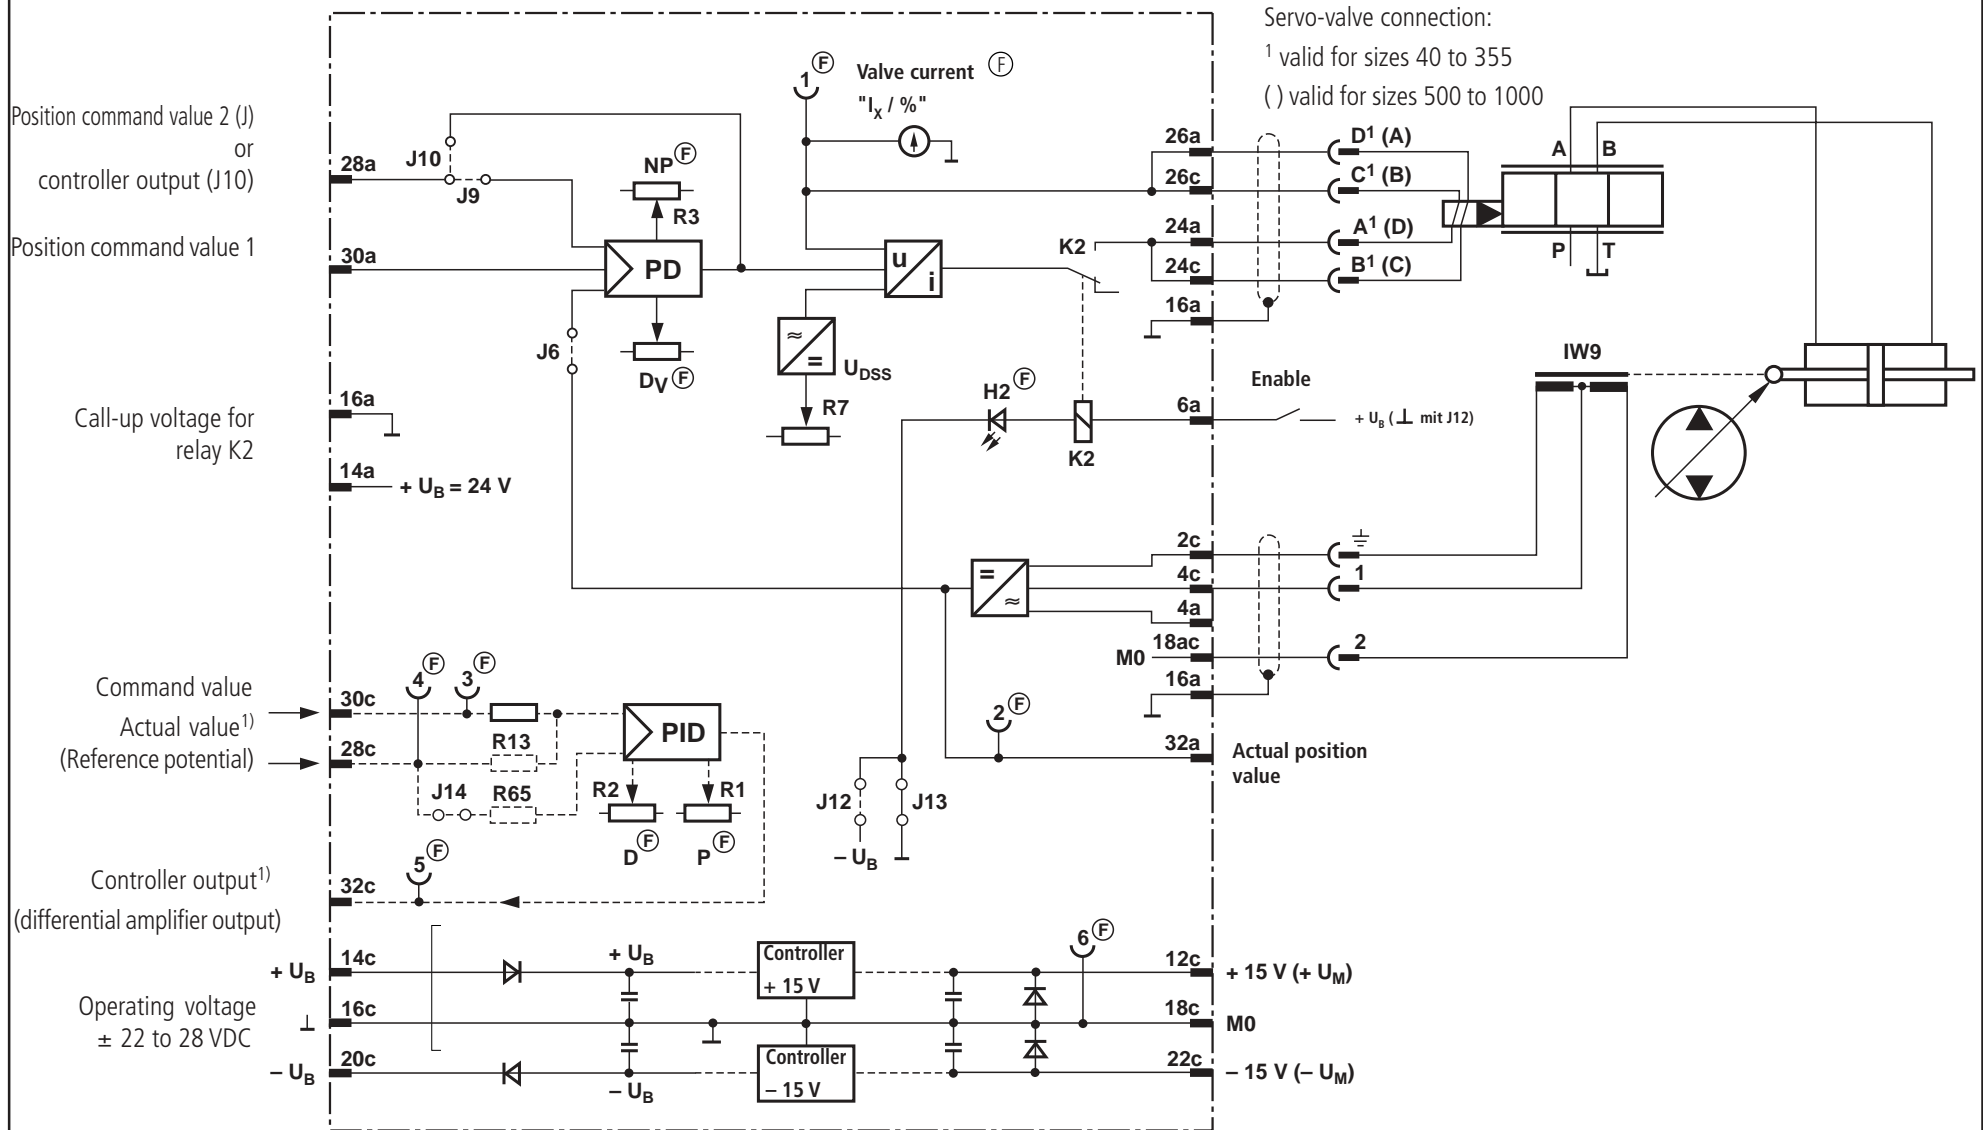 Servo-valve connection:
1 valid for sizes 40 to 355
( ) valid for sizes 500 to 1000
1 F
Valve current F
"IX / %"
Position command value 2 (J)
or
controller output (J10)
28a
J10
J9
NP F
R3
26a
D1 (A)
26c
C1 (B)
A B
P T
Position command value 1
30a
PD
u
i
K2
24a
A1 (D)
24c
B1 (C)
16a
J6
DV F
≈
=
UDSS
R7
IW9
Call-up voltage for
relay K2
16a
14a
+ UB = 24 V
H2 F
K2
6a
Enable
+ UB ( ⊥ mit J12)
=
≈
2c
4c
1
4a
M0 18ac
2
16a
2 F
32a
Actual position
value
Command value
Actual value1)
(Reference potential)
30c
4 F
3 F
28c
R13
J14
R65
PID
R2
R1
D F
P F
J12
J13
– UB
Controller output1)
(differential amplifier output)
32c
5 F
Operating voltage
± 22 to 28 VDC
+ UB
14c
+ UB
Controller
+ 15 V
6 F
12c
+ 15 V (+ UM)
⊥
16c
18c
M0
– UB
20c
– UB
Controller
– 15 V
22c
– 15 V (– UM)